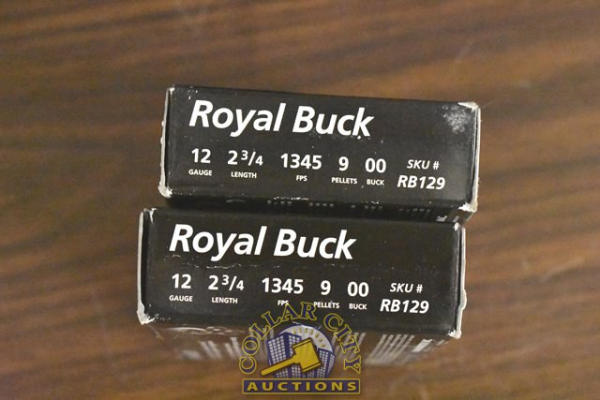 Royal Buck
12 2 3/4 1345 9 00 SKU #
GAUGE LENGTH FPS PELLETS BUCK RB129
Royal Buck
12 2 3/4 1345 9 00 SKU #
GAUGE LENGTH FPS PELLETS BUCK RB129
COLLAR CITY
AUCTIONS